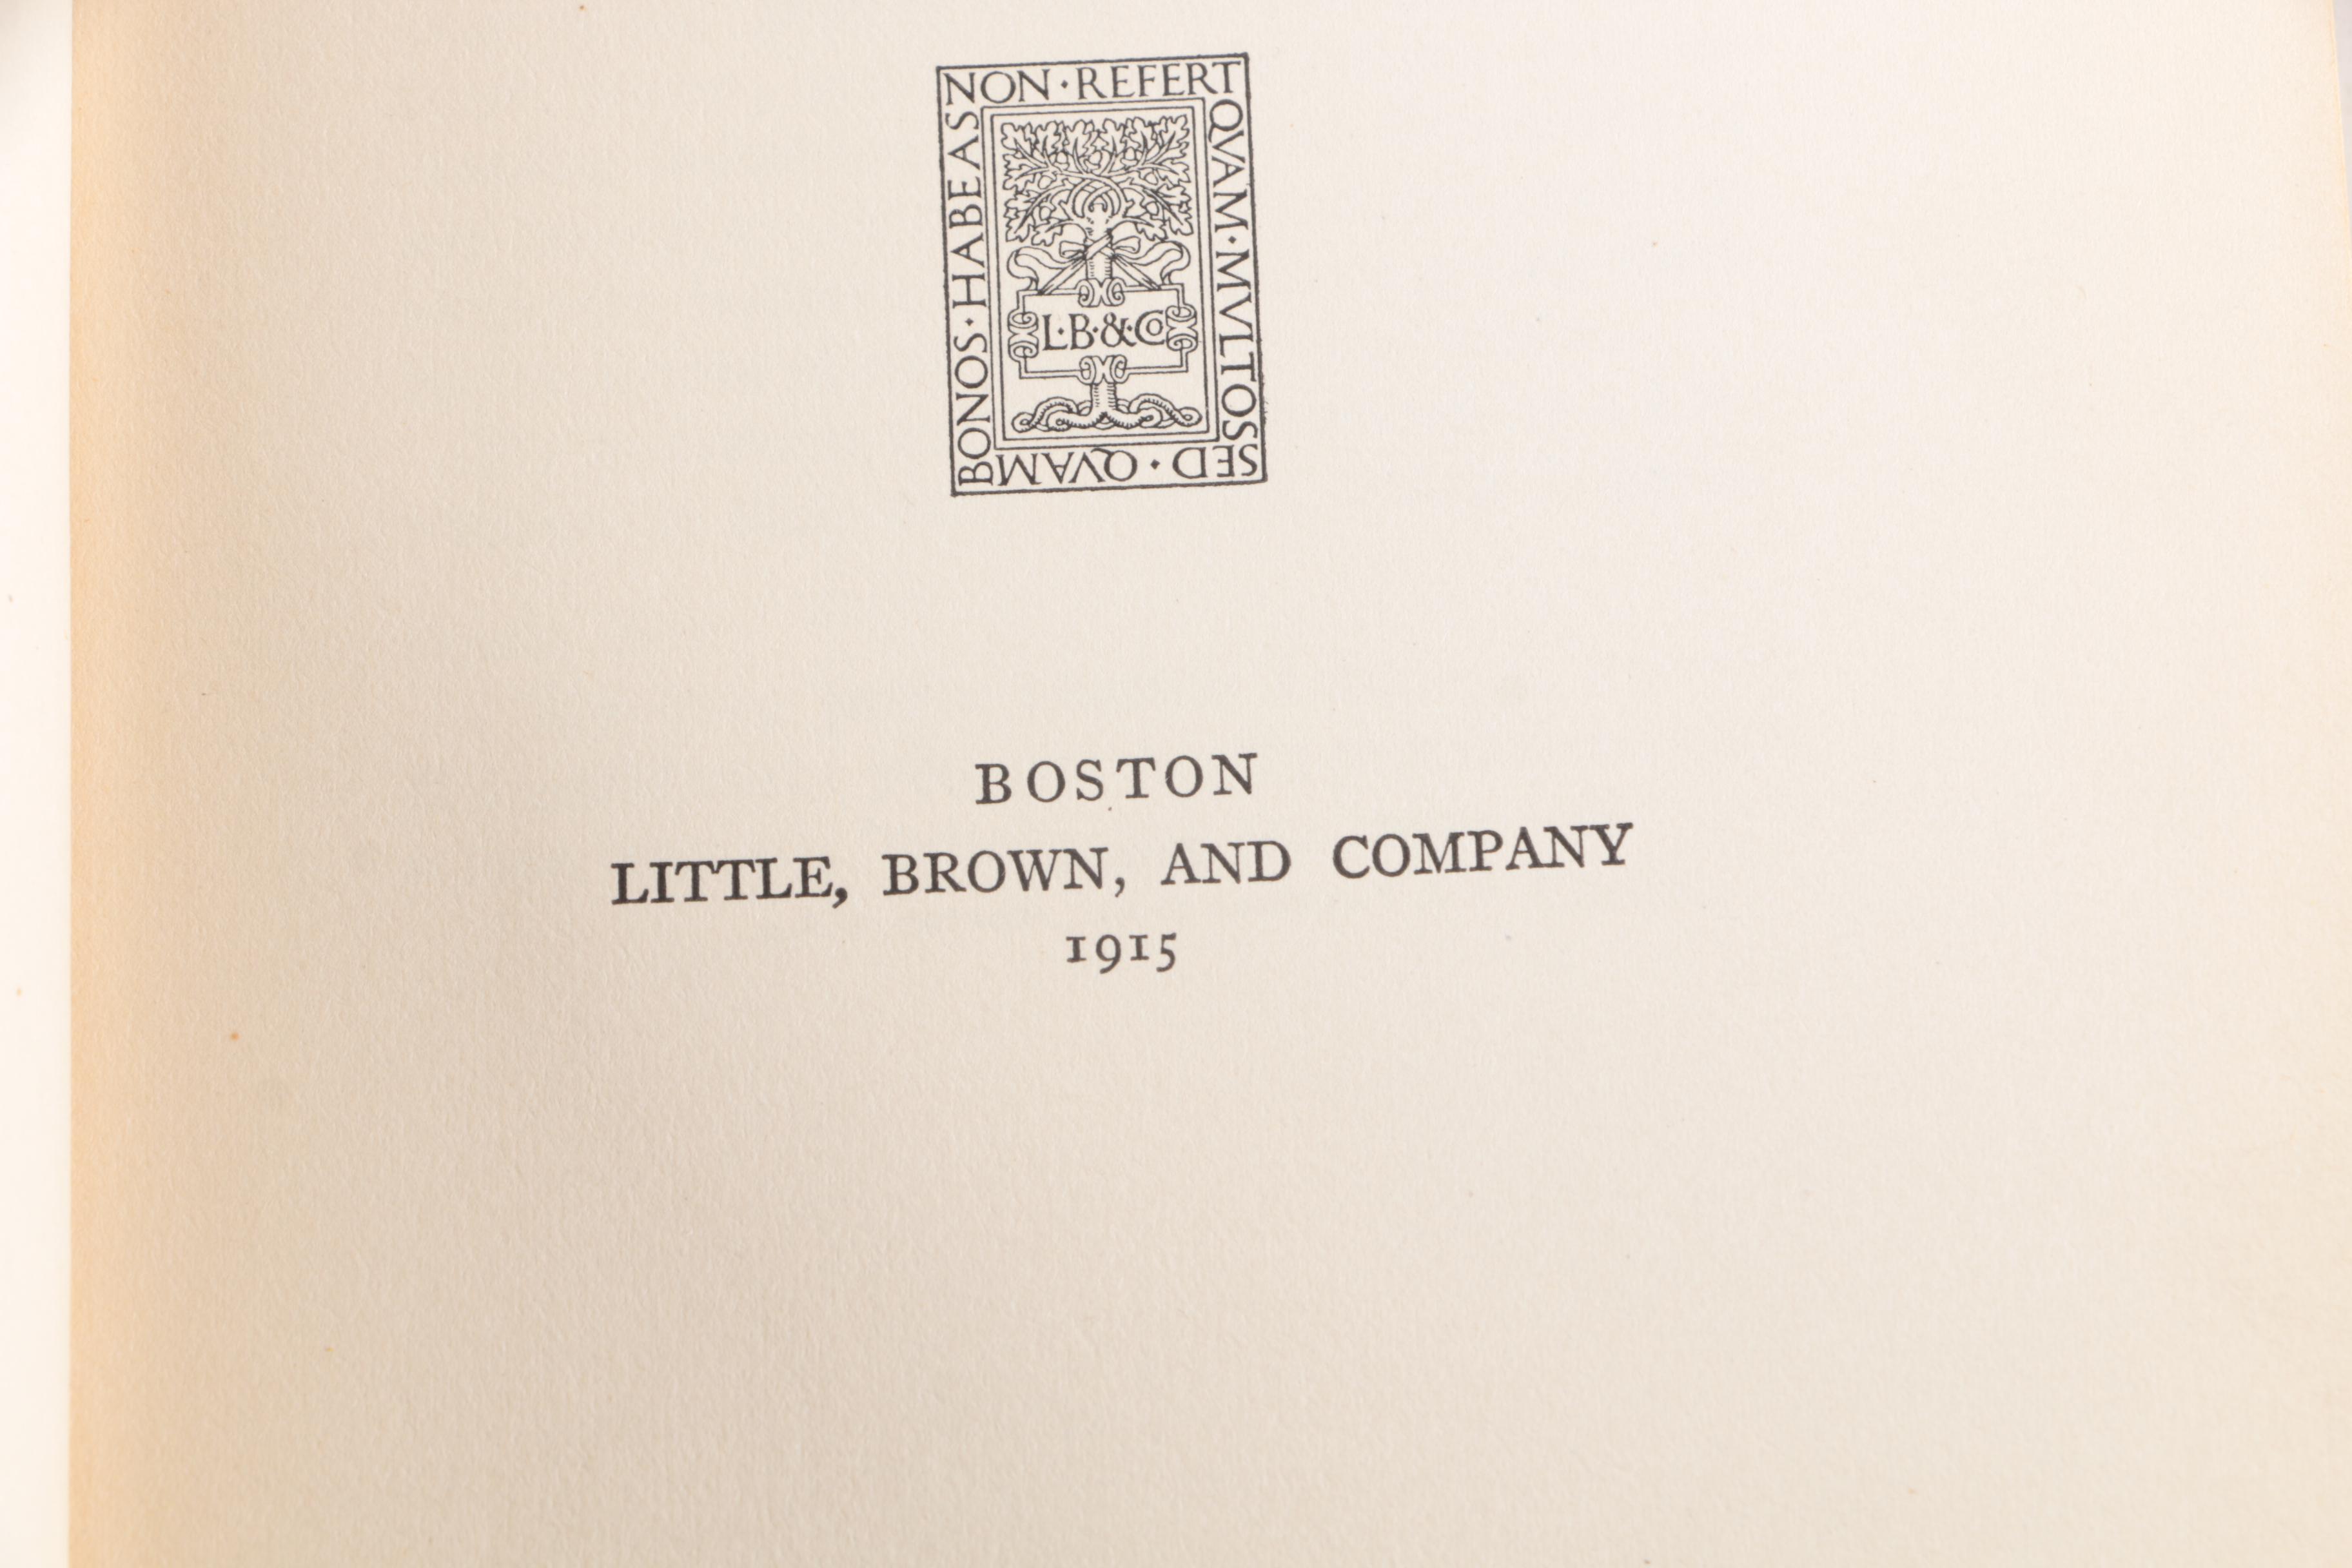 NON·REFERT
QVAM·MVLTOS
SED·QVAM
BONOS·HABEAS
L·B·&·Co
BOSTON
LITTLE, BROWN, AND COMPANY
1915